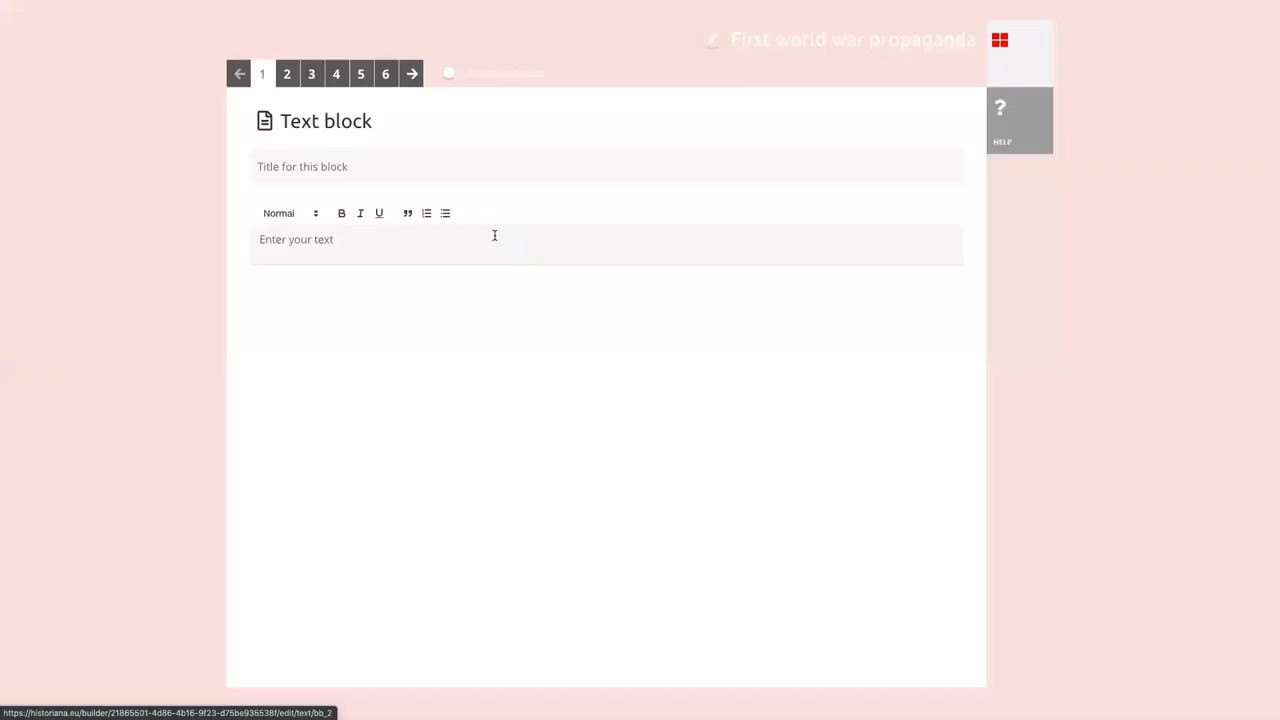 First world war propaganda
1 2 3 4 5 6
?
HELP
Text block
Title for this block
Normal B I U
Enter your text
https://historiana.eu/builder/21865501-4d86-4b16-9f23-d75be936538f/edit/text/bb_2